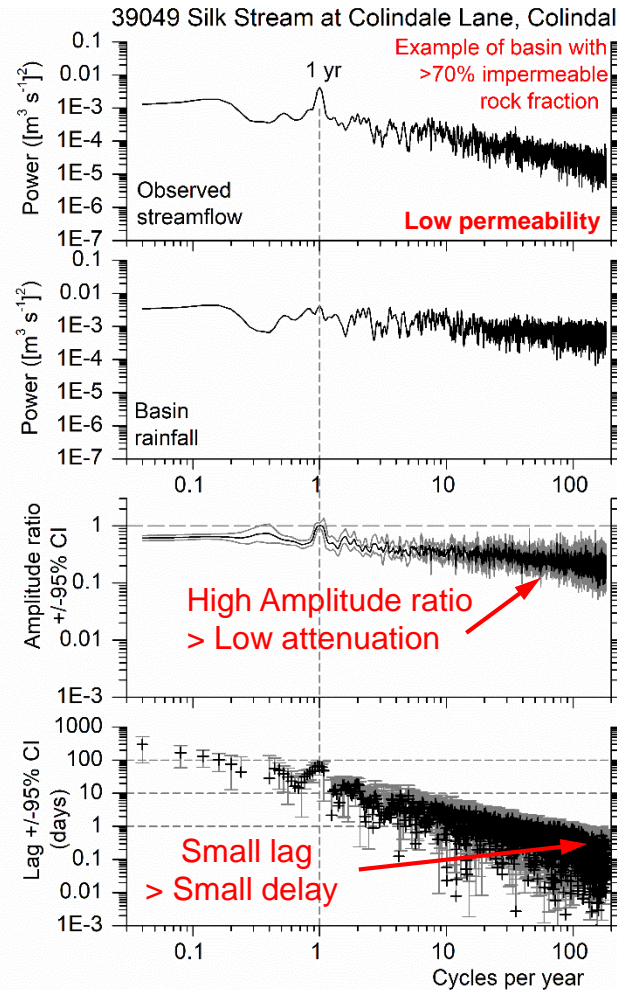 39049 Silk Stream at Colindale Lane, Colindal
Power ([m³ s⁻¹]²)
0.1
0.01
1E-3
1E-4
1E-5
1E-6
1E-7
1 yr
Example of basin with
>70% impermeable
rock fraction
Observed
streamflow
Low permeability
Power ([m³ s⁻¹]²)
0.1
0.01
1E-3
1E-4
1E-5
1E-6
1E-7
Basin
rainfall
0.1 1 10 100
Amplitude ratio
+/-95% CI
1
0.1
0.01
1E-3
High Amplitude ratio
> Low attenuation
Lag +/-95% CI
(days)
1000
100
10
1
0.1
0.01
1E-3
Small lag
> Small delay
0.1 1 10 100
Cycles per year